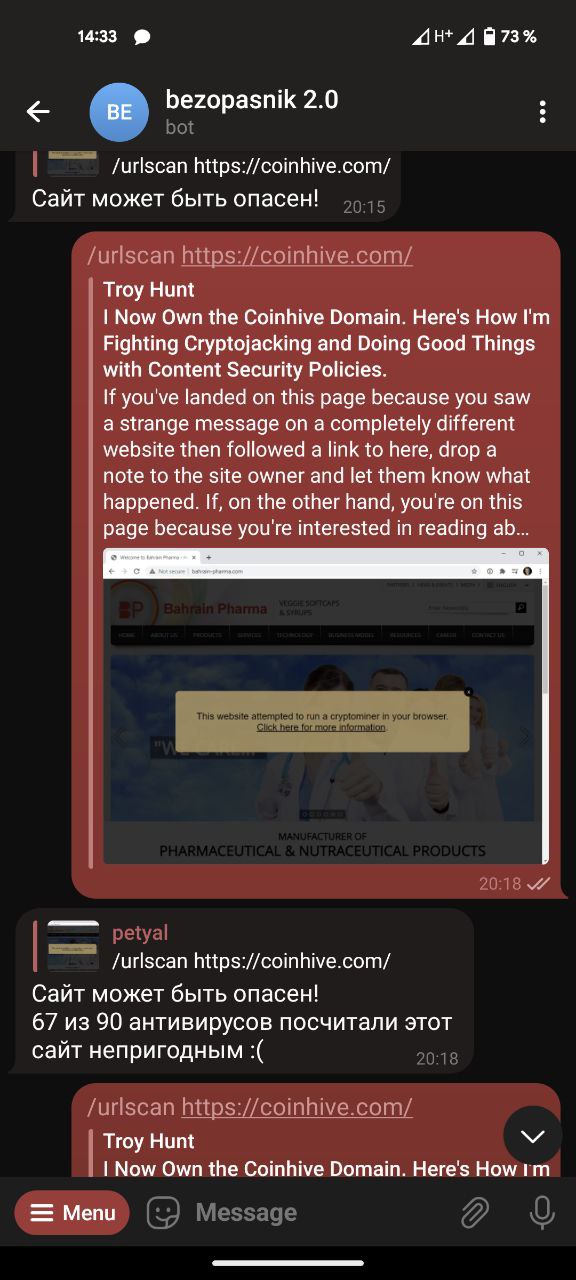 14:33
H+
73 %
BE
bezopasnik 2.0
bot
/urlscan https://coinhive.com/
Сайт может быть опасен!
20:15
/urlscan https://coinhive.com/
Troy Hunt
I Now Own the Coinhive Domain. Here's How I'm
Fighting Cryptojacking and Doing Good Things
with Content Security Policies.
If you've landed on this page because you saw
a strange message on a completely different
website then followed a link to here, drop a
note to the site owner and let them know what
happened. If, on the other hand, you're on this
page because you're interested in reading ab...
Welcome to Bahrain Pharma
Not secure | bahrain-pharma.com
BP Bahrain Pharma
VEGGIE SOFTGAPS
& SYRUPS
HOME ABOUT US PRODUCTS SERVICES TECHNOLOGY BUSINESS MODEL RESOURCES CAREER CONTACT US
This website attempted to run a cryptominer in your browser.
Click here for more information.
MANUFACTURER OF
PHARMACEUTICAL & NUTRACEUTICAL PRODUCTS
20:18
petyal
/urlscan https://coinhive.com/
Сайт может быть опасен!
67 из 90 антивирусов посчитали этот
сайт непригодным :(
20:18
/urlscan https://coinhive.com/
Troy Hunt
I Now Own the Coinhive Domain. Here's How I'm
Menu
Message